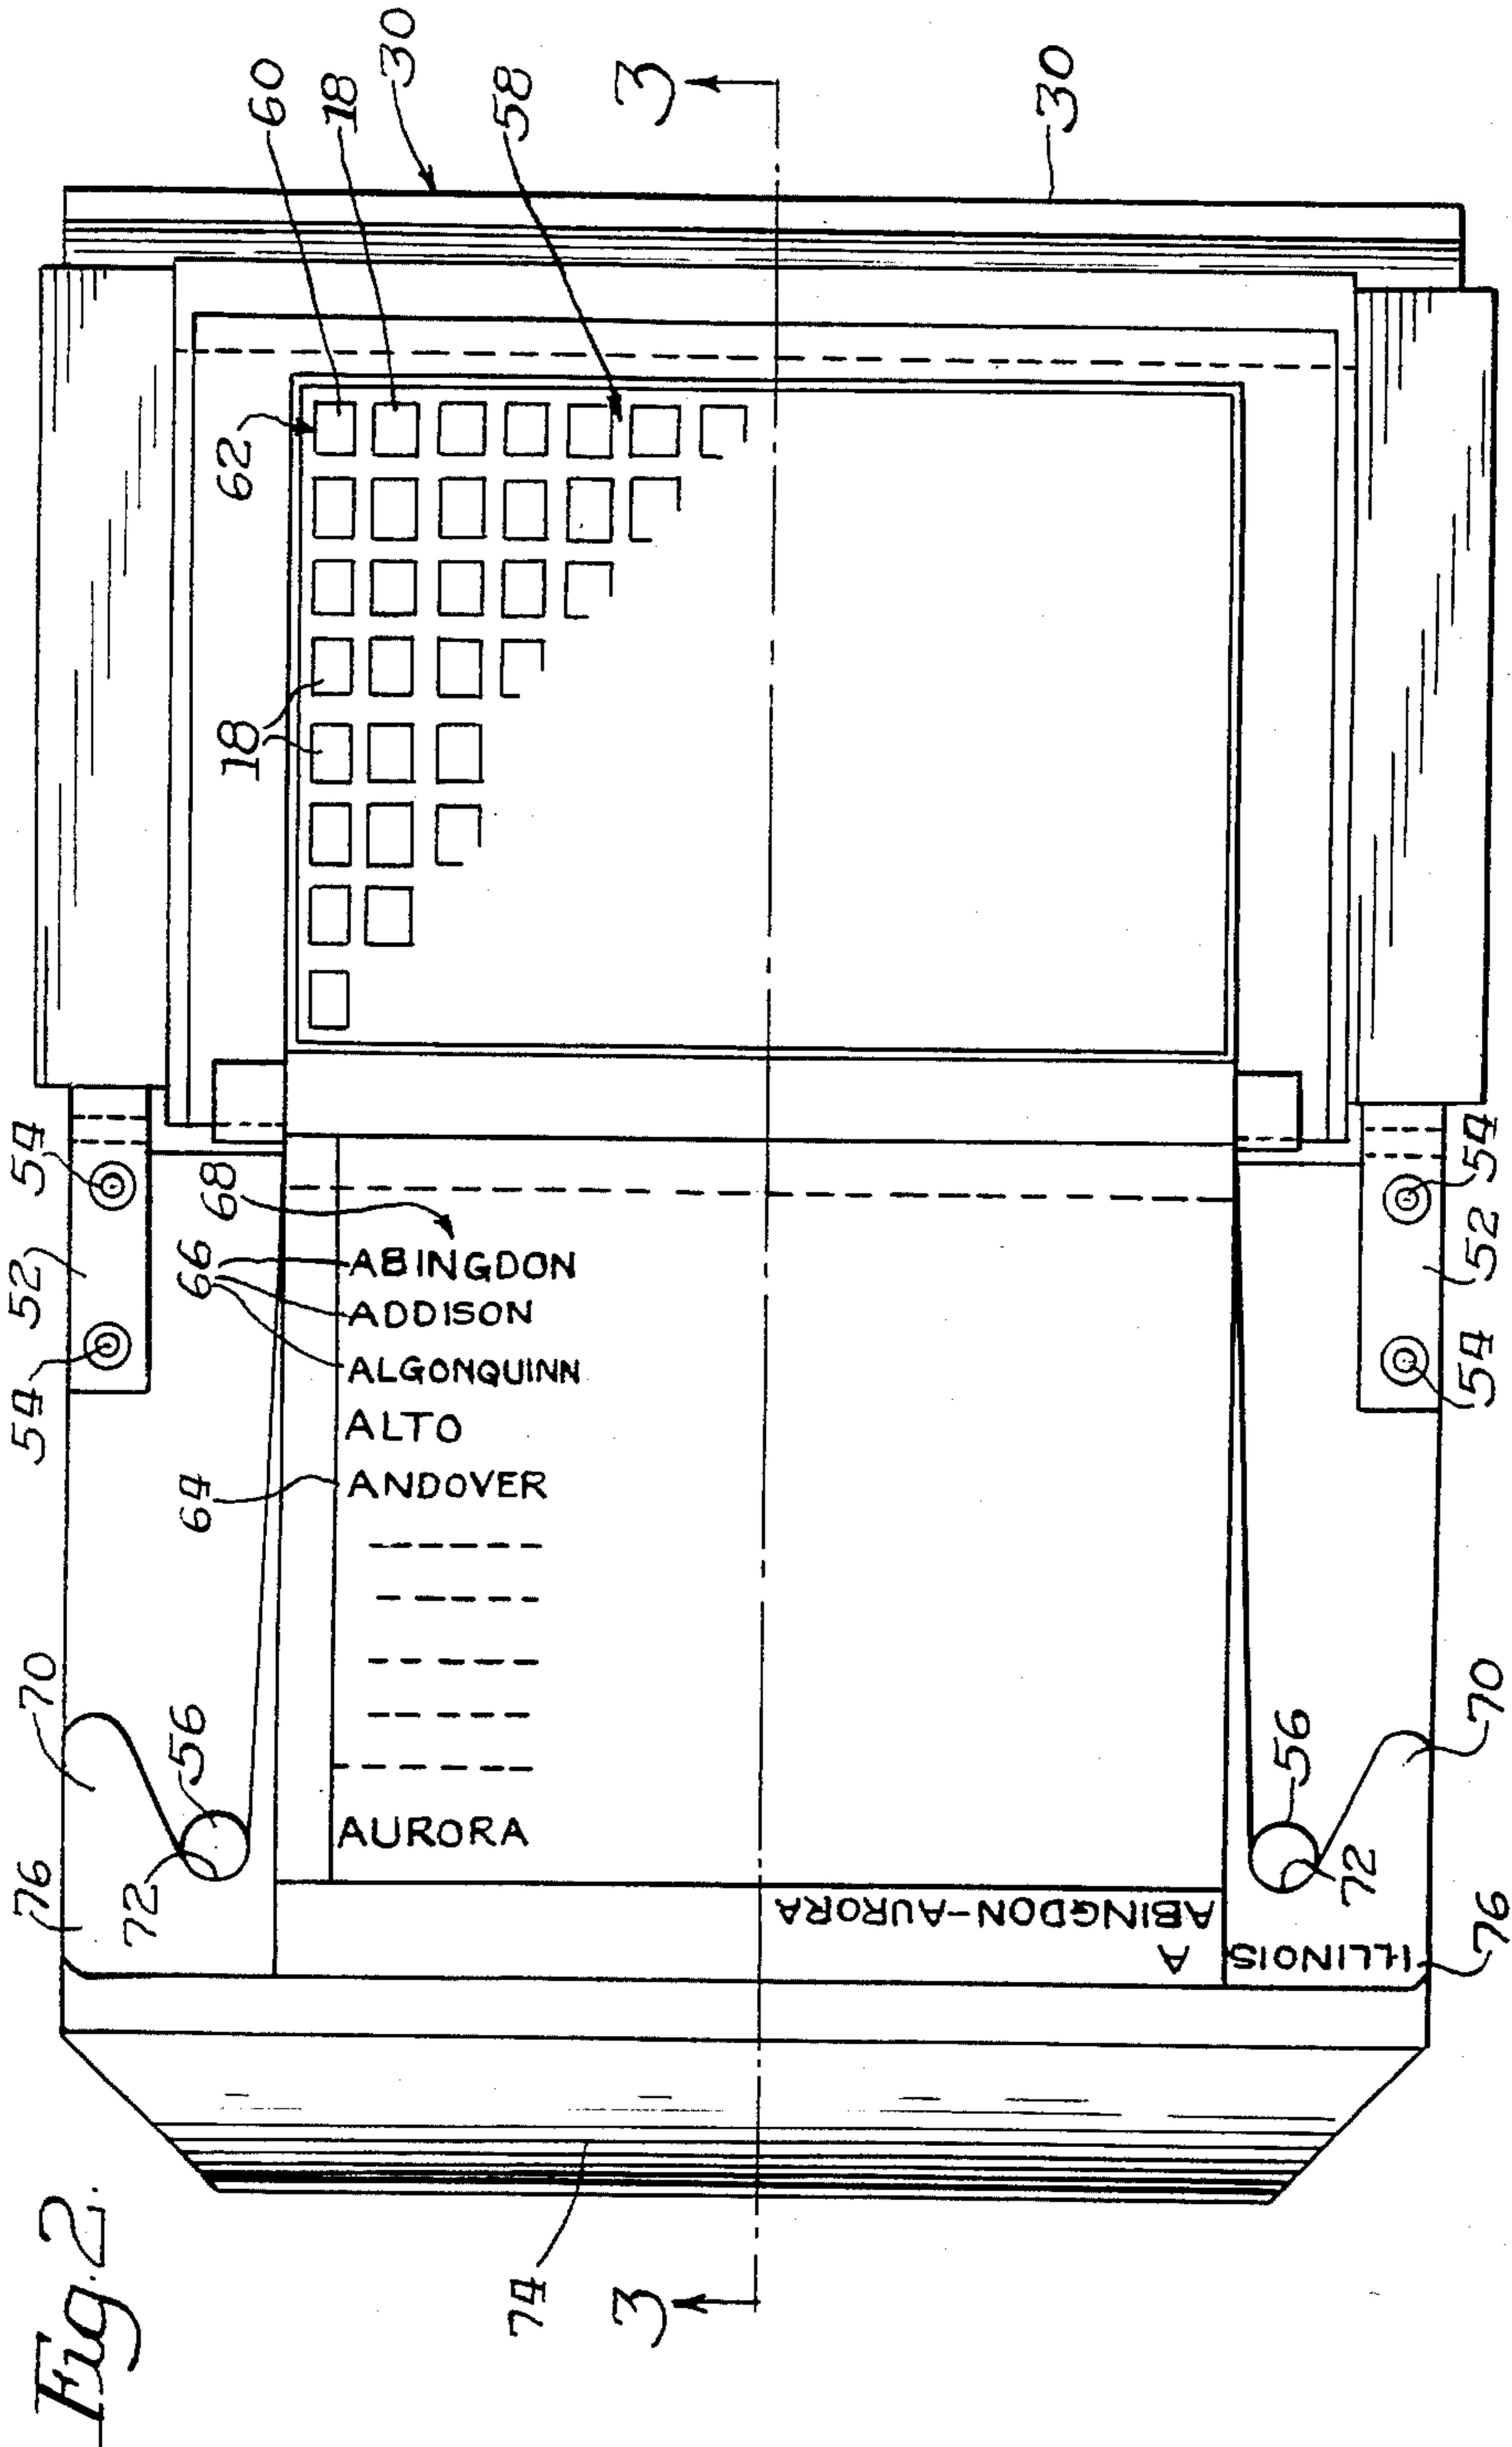 Fig. 2.
60
18
30
3
58
30
62
18
54
52
54
68
66
64
ABINGDON
ADDISON
ALGONQUINN
ALTO
ANDOVER
AURORA
54
52
54
70
56
76
72
70
56
72
76
ABINGDON-AURORA
A
ILLINOIS
74
3